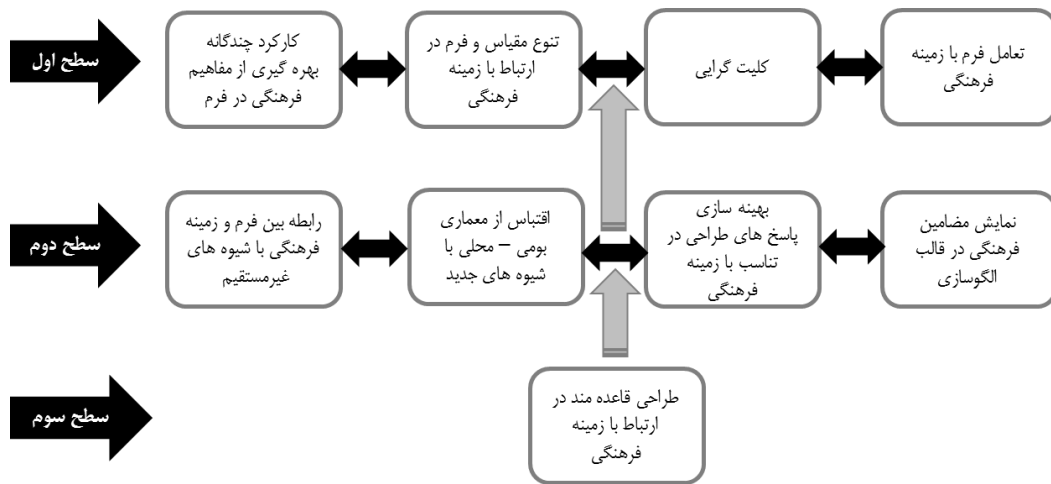 سطح اول
کارکرد چندگانه
بهره گیری از مفاهیم
فرهنگی در فرم
تنوع مقیاس و فرم در
ارتباط با زمینه
فرهنگی
کلیت گرایی
تعامل فرم با زمینه
فرهنگی
سطح دوم
رابطه بین فرم و زمینه
فرهنگی با شیوه های
غیرمستقیم
اقتباس از معماری
بومی – محلی با
شیوه های جدید
بهینه سازی
پاسخ های طراحی در
تناسب با زمینه
فرهنگی
نمایش مضامین
فرهنگی در قالب
الگوسازی
سطح سوم
طراحی قاعده مند در
ارتباط با زمینه
فرهنگی